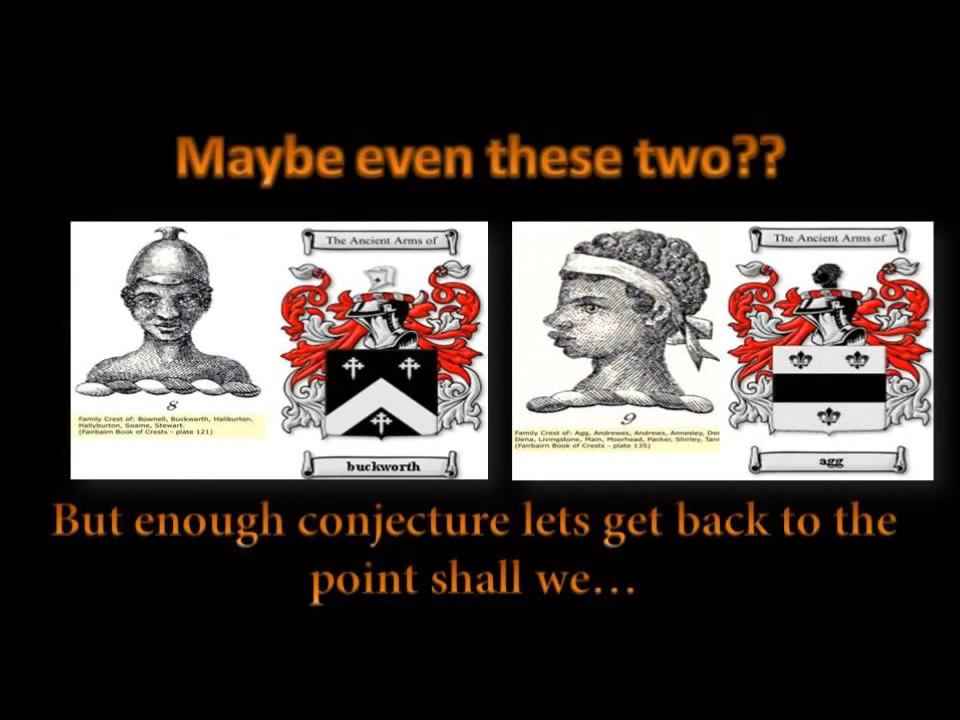 Maybe even these two??
The Ancient Arms of
8
Family Crest of: Bownell, Buckworth, Haliburton,
Hallyburton, Soame, Stewart.
(Fairbairn Book of Crests - plate 121)
buckworth
The Ancient Arms of
9
Family Crest of: Agg, Andrewes, Andrews, Annesley, Der
Dena, Livingstone, Main, Moorhead, Packer, Shirley, Tan
(Fairbairn Book of Crests - plate 135)
agg
But enough conjecture lets get back to the
point shall we...